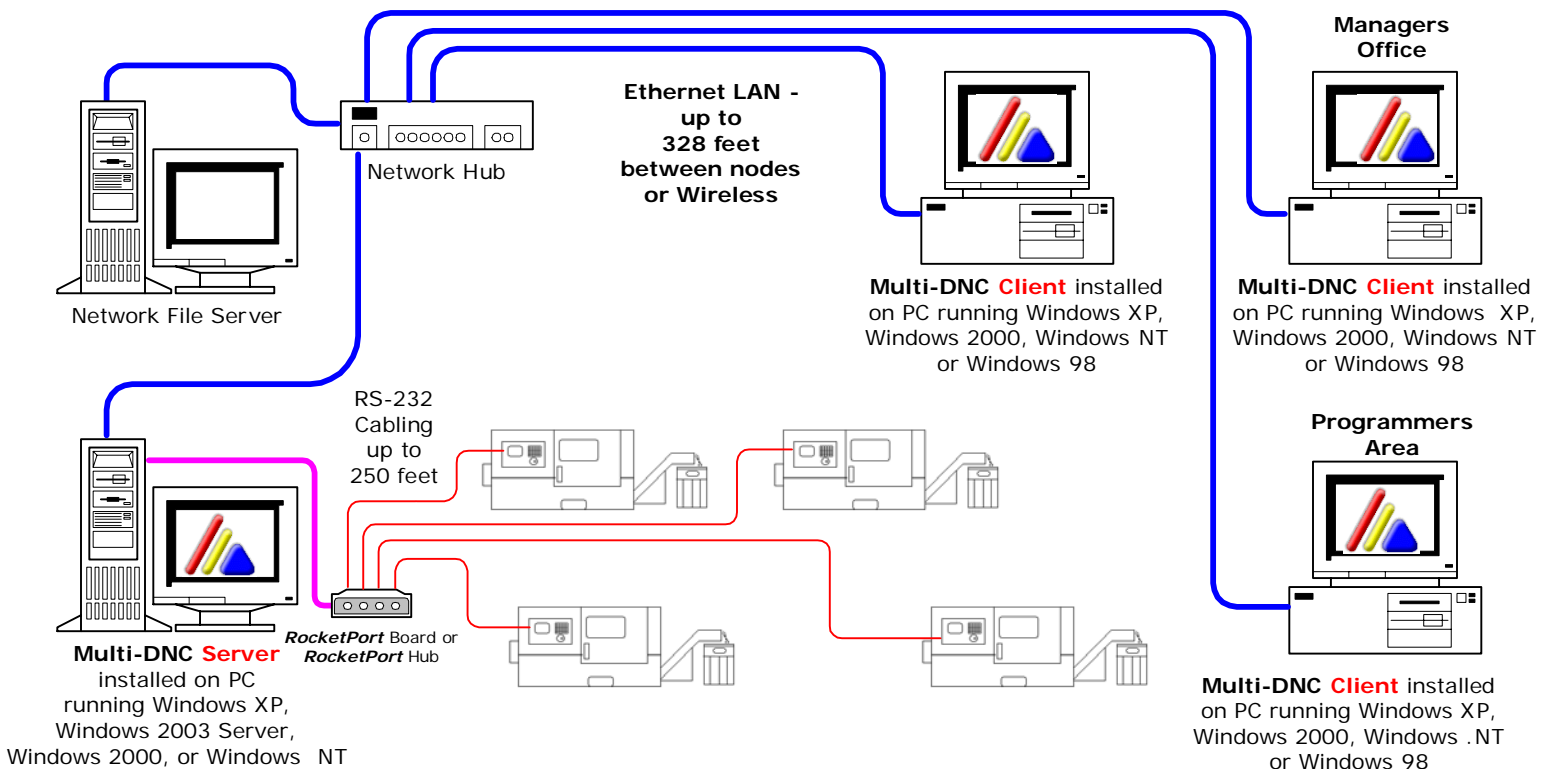 Managers
Office
Ethernet LAN -
up to
328 feet
between nodes
or Wireless
Network Hub
Network File Server
Multi-DNC Client installed
on PC running Windows XP,
Windows 2000, Windows NT
or Windows 98
Multi-DNC Client installed
on PC running Windows XP,
Windows 2000, Windows NT
or Windows 98
RS-232
Cabling
up to
250 feet
Programmers
Area
RocketPort Board or
RocketPort Hub
Multi-DNC Server
installed on PC
running Windows XP,
Windows 2003 Server,
Windows 2000, or Windows NT
Multi-DNC Client installed
on PC running Windows XP,
Windows 2000, Windows .NT
or Windows 98